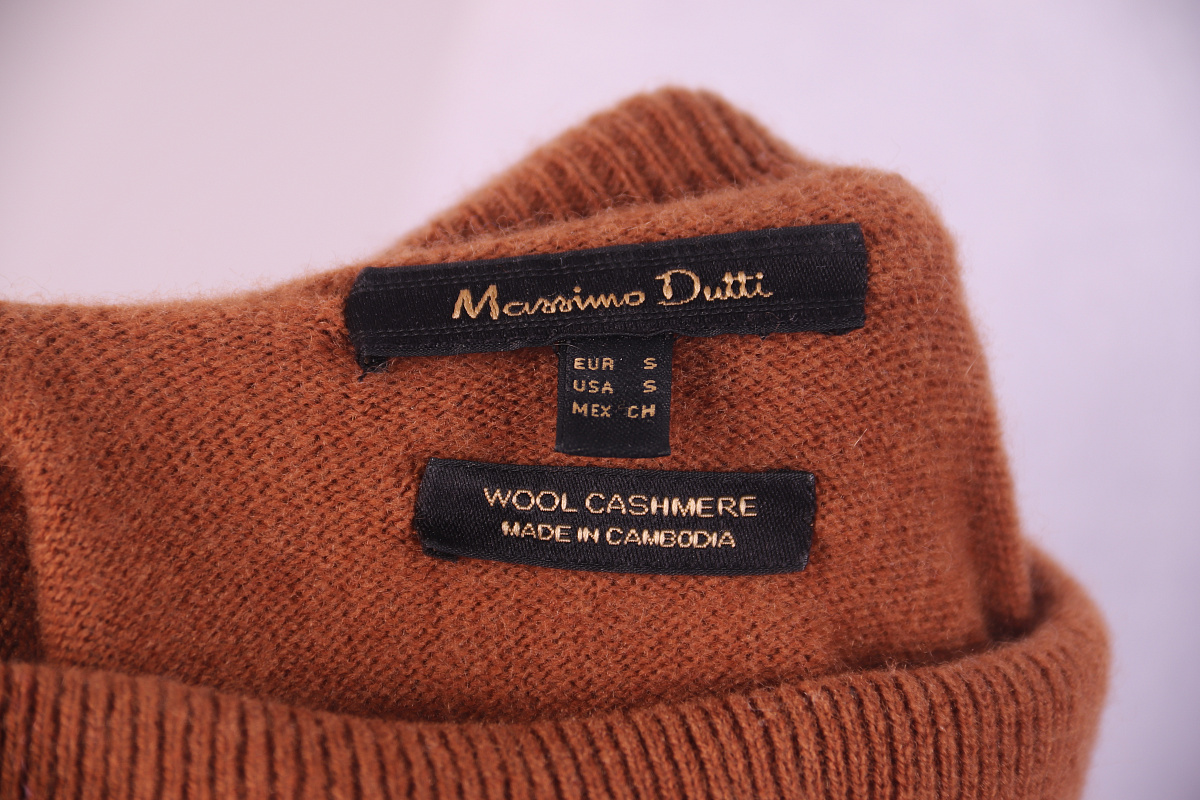 Massimo Dutti
EUR S
USA S
MEX CH
WOOL CASHMERE
MADE IN CAMBODIA